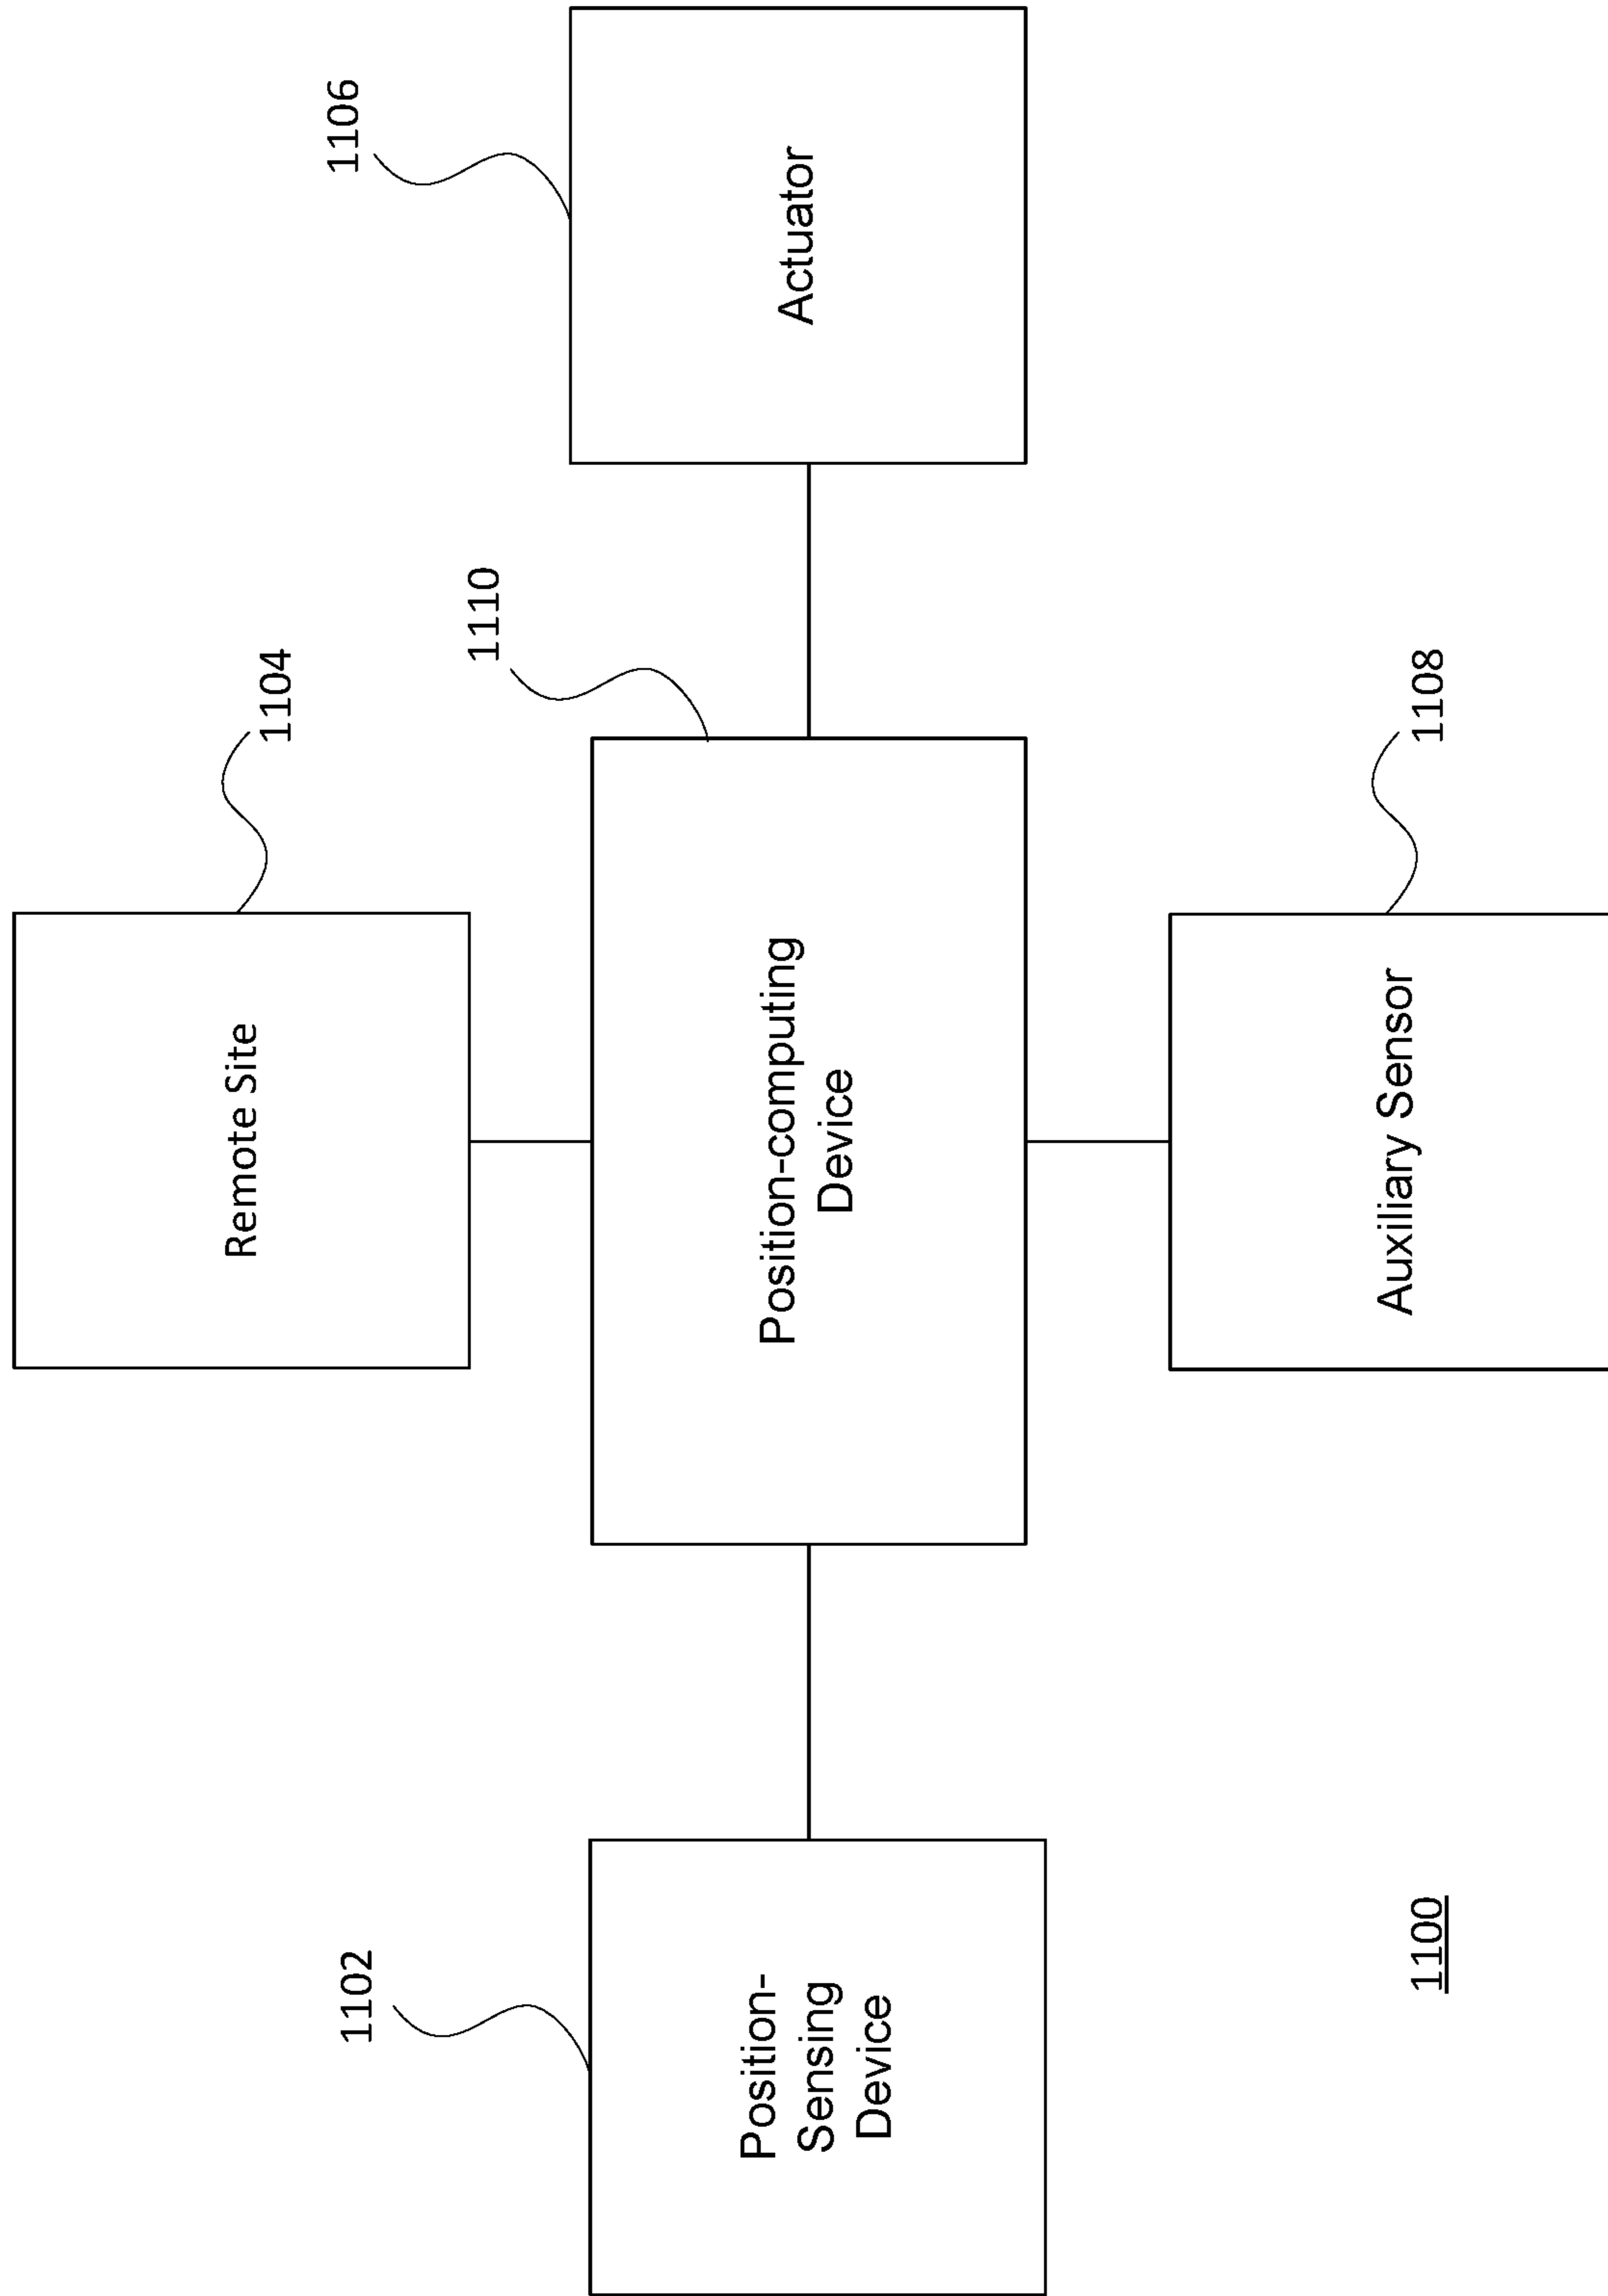 1104
Remote Site
1106
1110
1102
Position-
Sensing
Device
Position-computing
Device
Actuator
1108
Auxiliary Sensor
1100